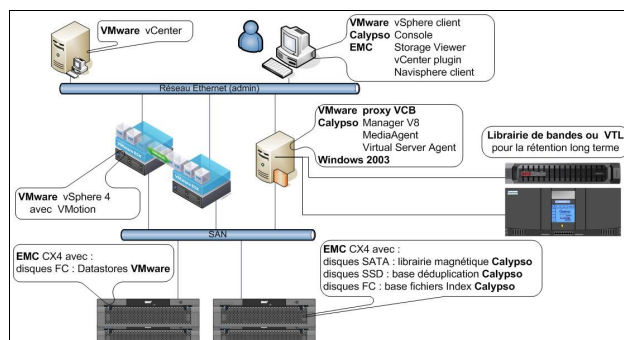 VMware vCenter
VMware vSphere client
Calypso Console
EMC Storage Viewer
vCenter plugin
Navisphere client
Réseau Ethernet (admin)
VMware proxy VCB
Calypso Manager V8
MediaAgent
Virtual Server Agent
Windows 2003
Librairie de bandes ou VTL
pour la rétention long terme
VMware vSphere 4
avec VMotion
SAN
EMC CX4 avec :
disques FC : Datastores VMware
EMC CX4 avec :
disques SATA : librairie magnétique Calypso
disques SSD : base déduplication Calypso
disques FC : base fichiers Index Calypso